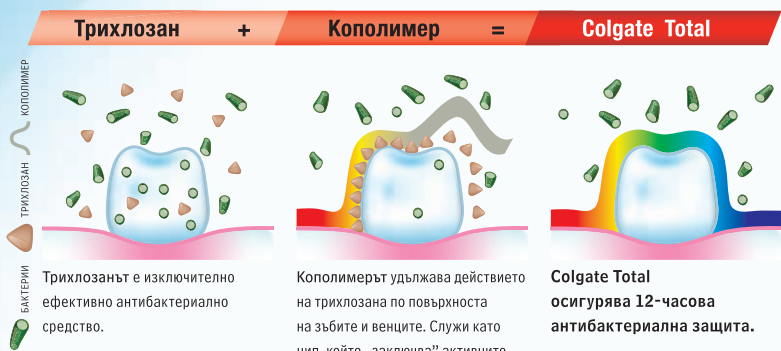 Трихлозан + Кополимер = Colgate Total
КОПОЛИМЕР
ТРИХЛОЗАН
БАКТЕРИИ
Трихлозанът е изключително
ефективно антибактериално
средство.
Кополимерът удължава действието
на трихлозана по повърхноста
на зъбите и венците. Служи като
Colgate Total
осигурява 12-часова
антибактериална защита.